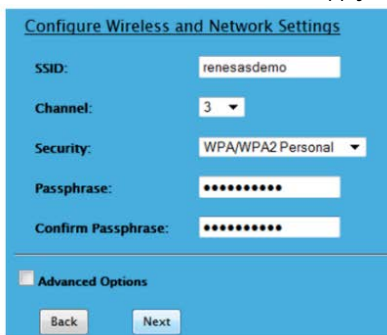 Configure Wireless and Network Settings
SSID: renesasdemo
Channel: 3
Security: WPA/WPA2 Personal
Passphrase: ••••••••••
Confirm Passphrase: ••••••••••
Advanced Options
Back Next